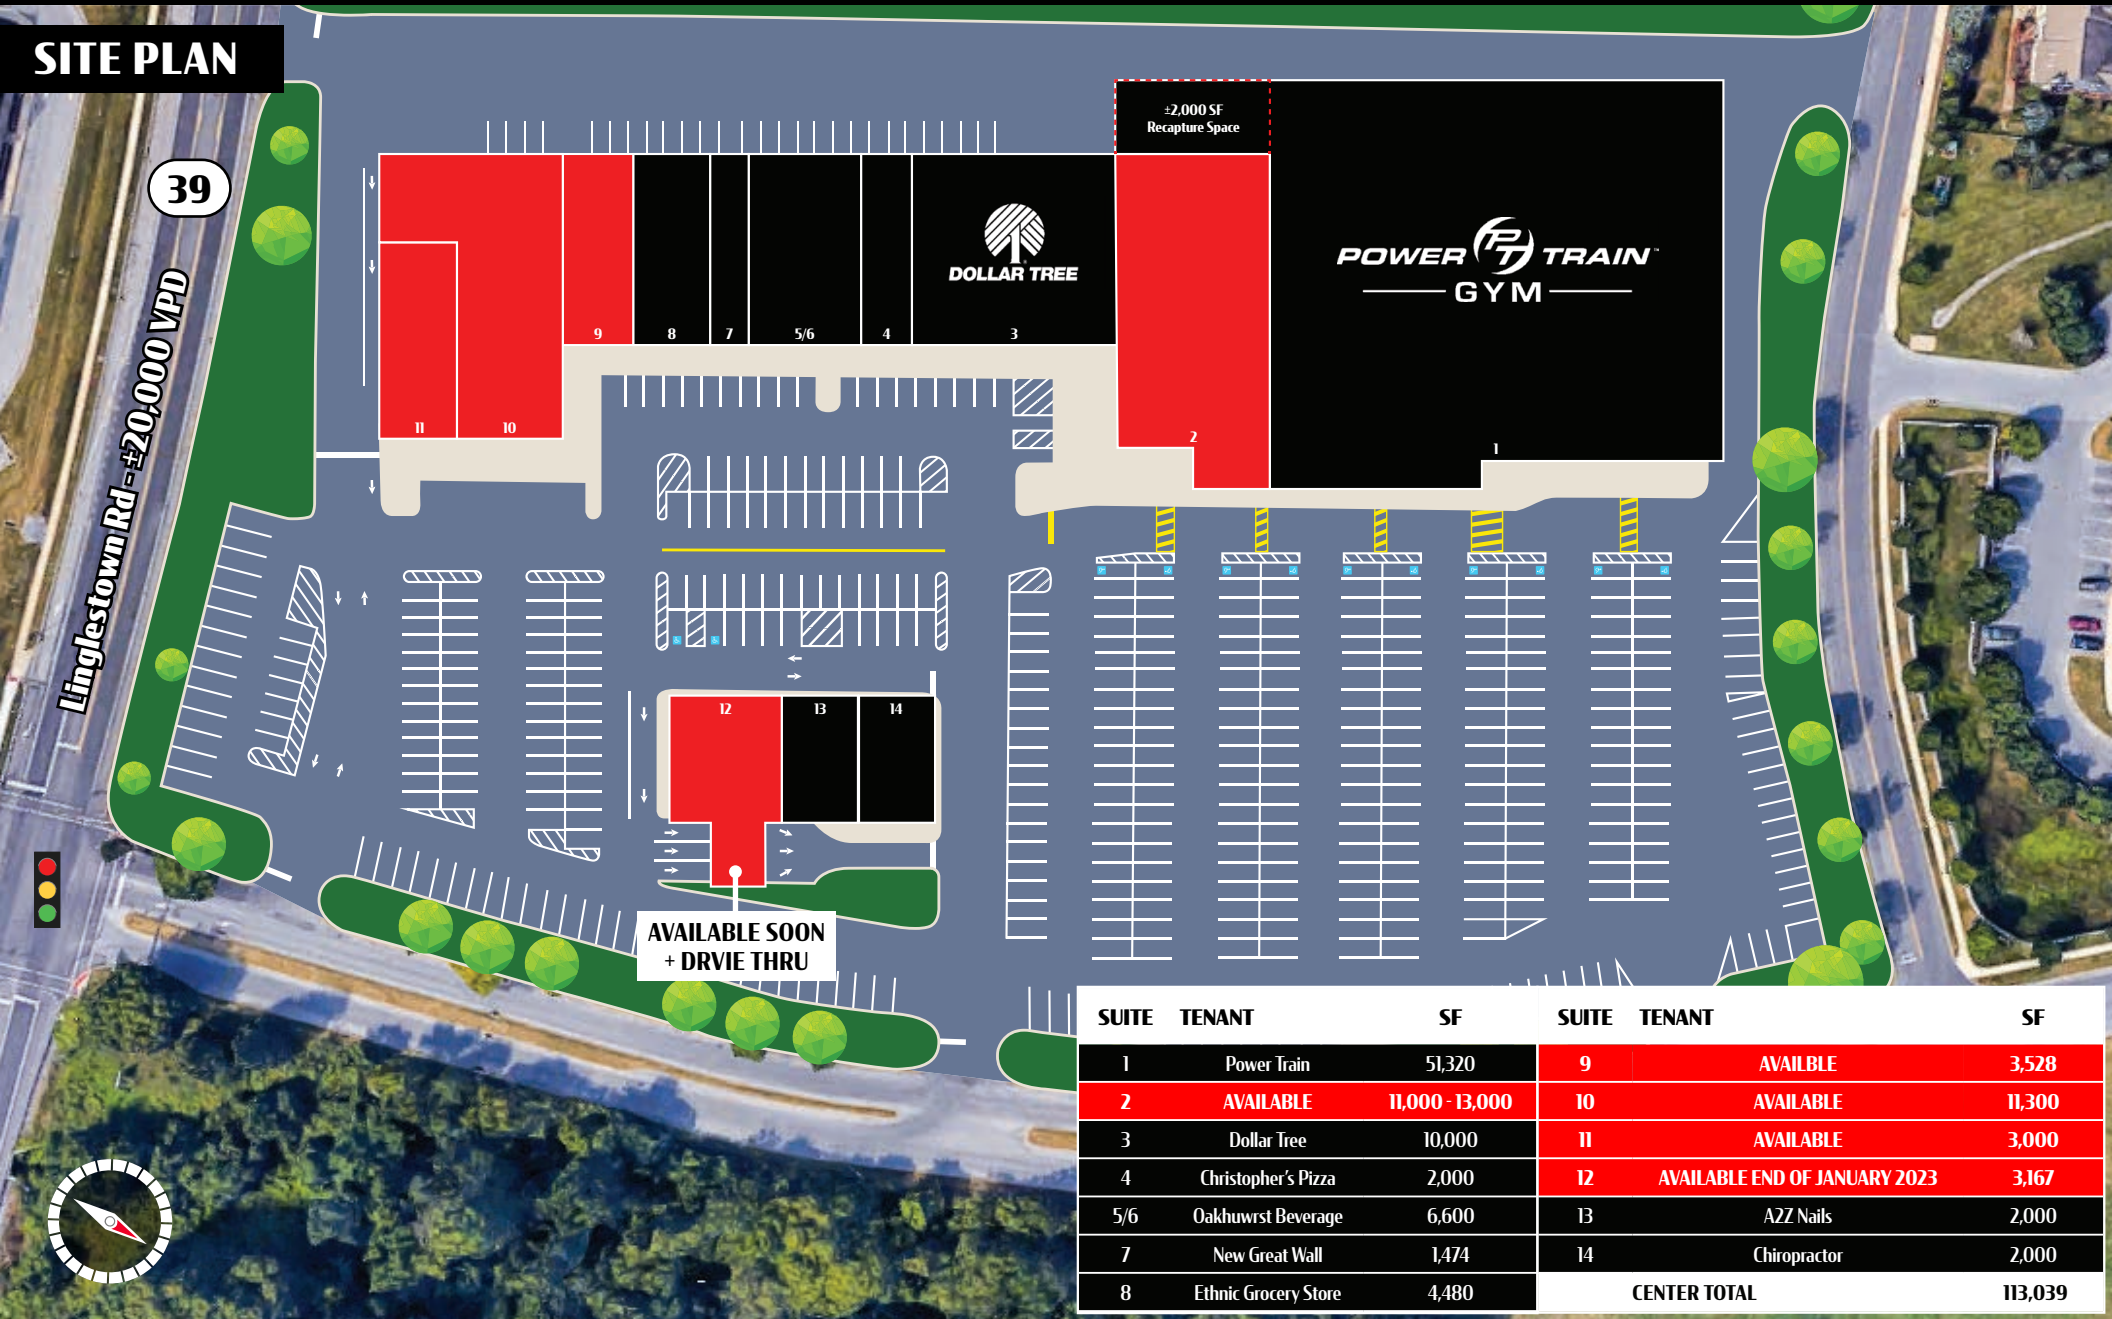 SITE PLAN
39
Linglestown Rd - ±20,000 VPD
±2,000 SF
Recapture Space
POWER PT TRAIN™
GYM
DOLLAR TREE
9
8
7
5/6
4
3
11
10
2
1
12
13
14
AVAILABLE SOON
+ DRVIE THRU
SUITE TENANT SF SUITE TENANT SF
1 Power Train 51,320 9 AVAILBLE 3,528
2 AVAILABLE 11,000 - 13,000 10 AVAILABLE 11,300
3 Dollar Tree 10,000 11 AVAILABLE 3,000
4 Christopher's Pizza 2,000 12 AVAILABLE END OF JANUARY 2023 3,167
5/6 Oakhuwrst Beverage 6,600 13 A2Z Nails 2,000
7 New Great Wall 1,474 14 Chiropractor 2,000
8 Ethnic Grocery Store 4,480 CENTER TOTAL 113,039